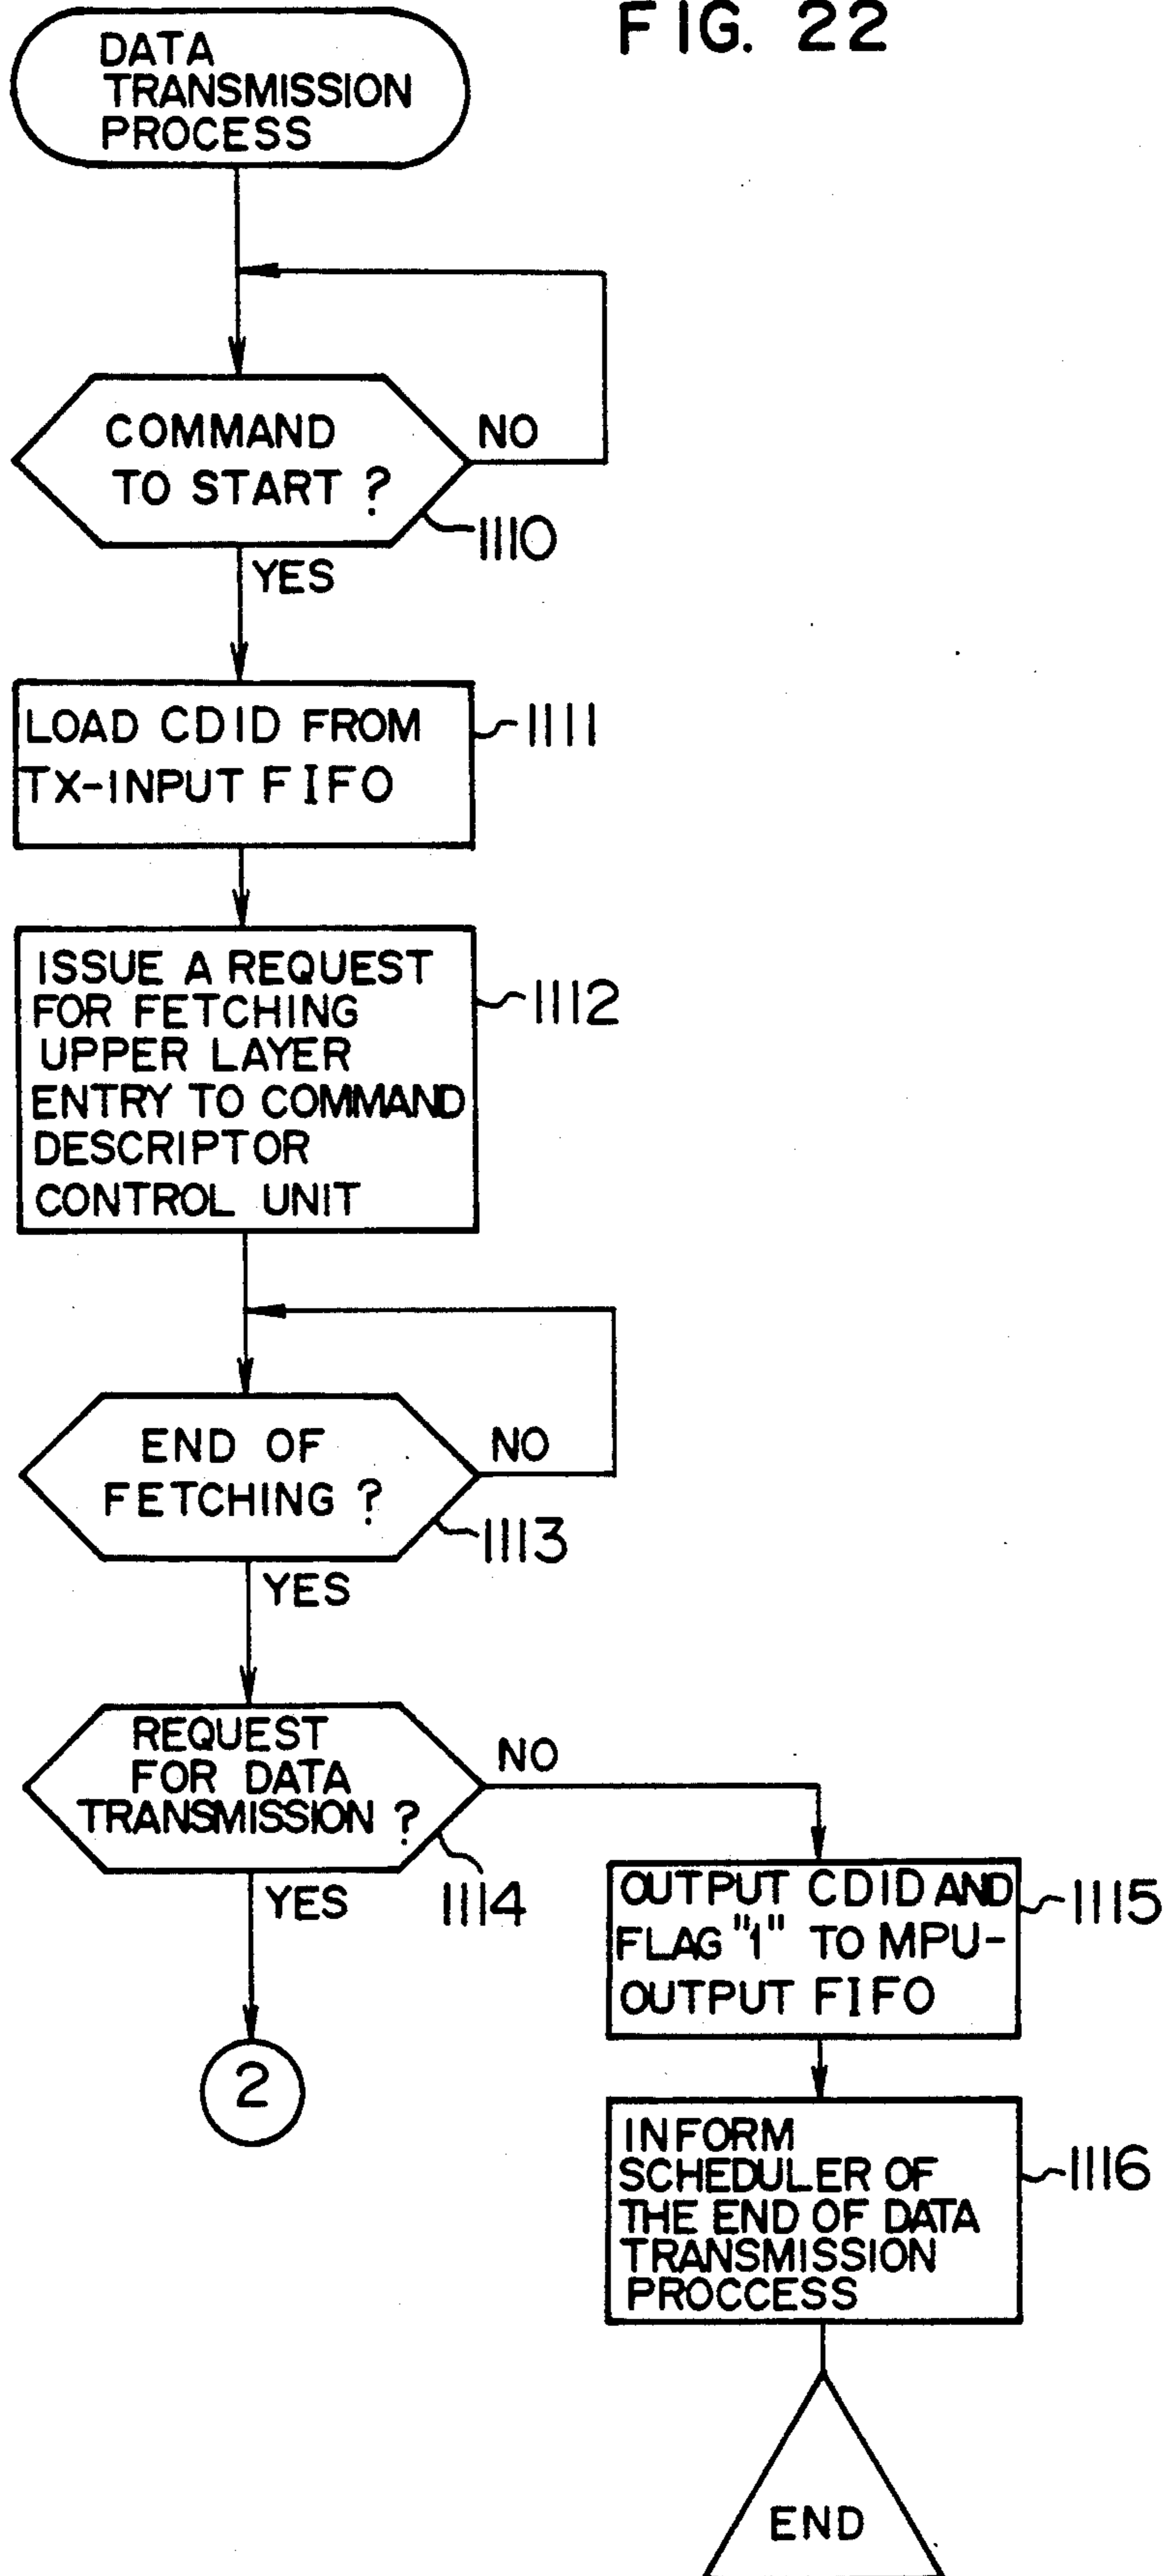 FIG. 22
DATA
TRANSMISSION
PROCESS
COMMAND
TO START ?
NO
1110
YES
LOAD CDID FROM
TX-INPUT FIFO
1111
ISSUE A REQUEST
FOR FETCHING
UPPER LAYER
ENTRY TO COMMAND
DESCRIPTOR
CONTROL UNIT
1112
END OF
FETCHING ?
NO
1113
YES
REQUEST
FOR DATA
TRANSMISSION ?
NO
1114
YES
2
OUTPUT CDID AND
FLAG "1" TO MPU-
OUTPUT FIFO
1115
INFORM
SCHEDULER OF
THE END OF DATA
TRANSMISSION
PROCCESS
1116
END